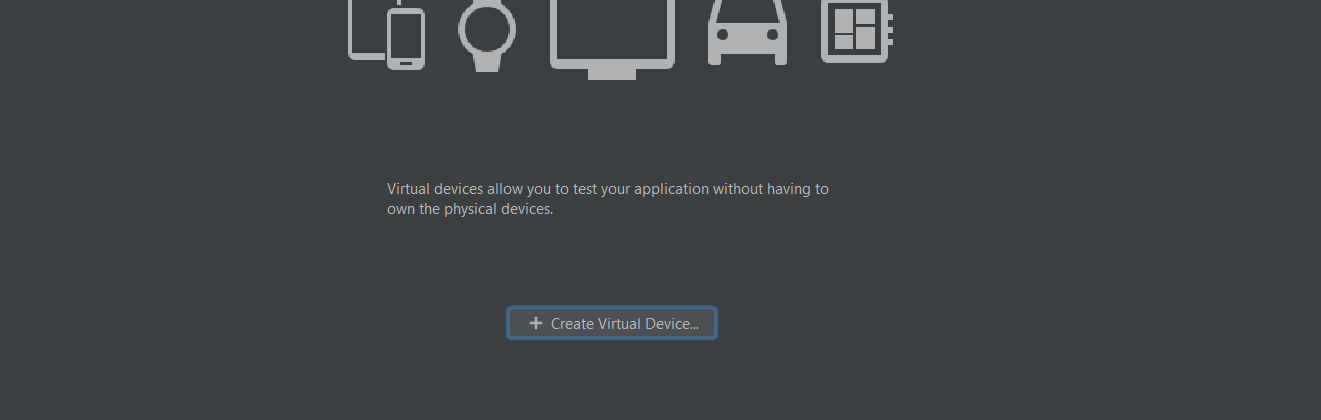 Virtual devices allow you to test your application without having to
own the physical devices.
Create Virtual Device...